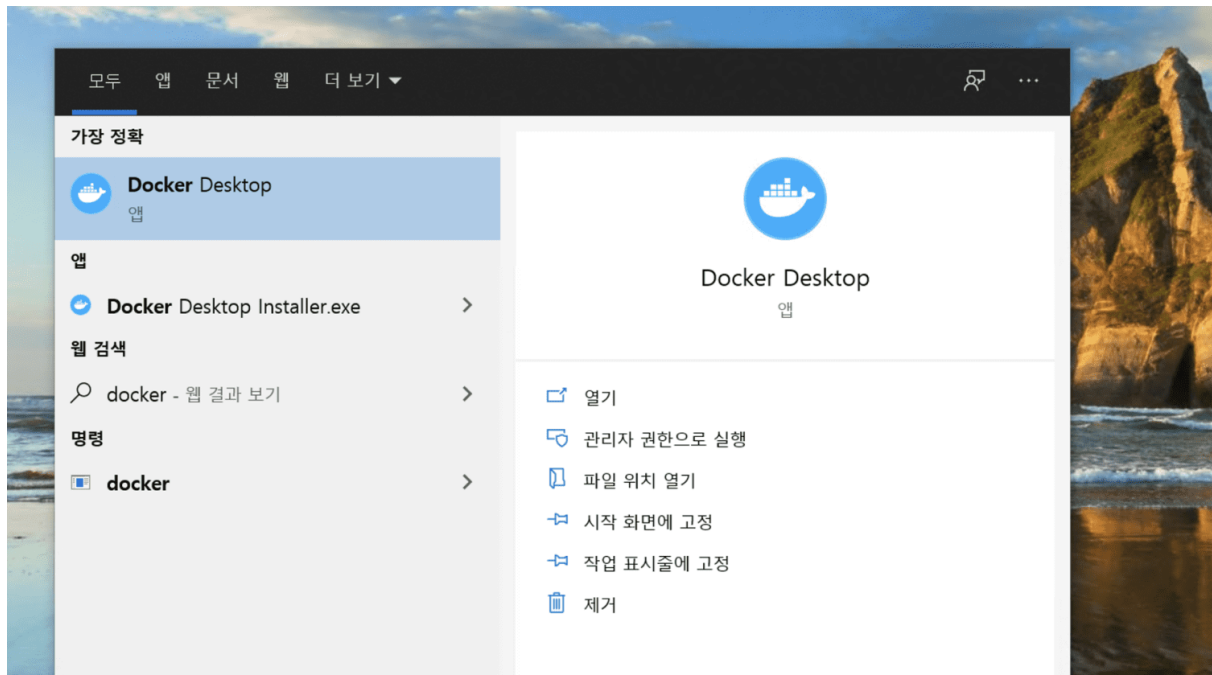 모두 앱 문서 웹 더 보기
가장 정확
Docker Desktop
앱
앱
Docker Desktop Installer.exe
웹 검색
docker - 웹 결과 보기
명령
docker
Docker Desktop
앱
열기
관리자 권한으로 실행
파일 위치 열기
시작 화면에 고정
작업 표시줄에 고정
제거